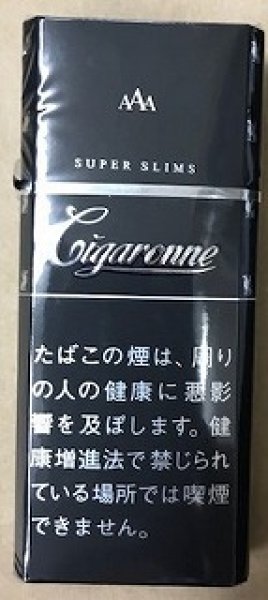 AAA
SUPER SLIMS
Cigaronne
たばこの煙は、周り
の人の健康に悪影
響を及ぼします。健
康増進法で禁じられ
ている場所では喫煙
できません。